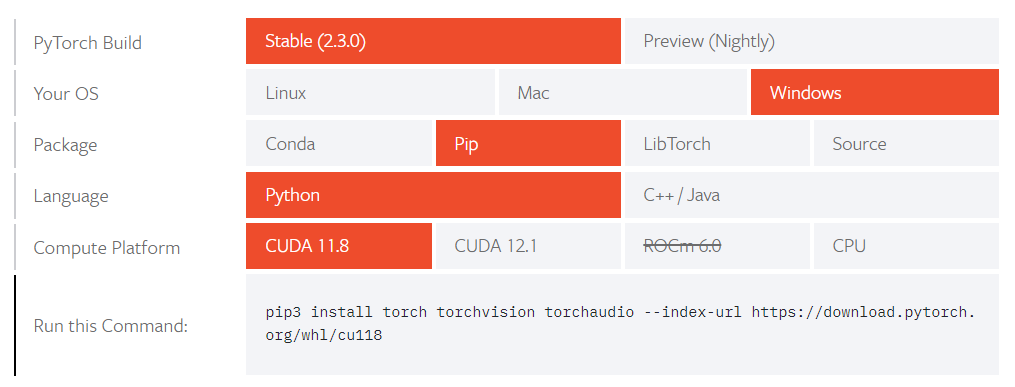 PyTorch Build Stable (2.3.0) Preview (Nightly)
Your OS Linux Mac Windows
Package Conda Pip LibTorch Source
Language Python C++ / Java
Compute Platform CUDA 11.8 CUDA 12.1 ROCm 6.0 CPU
Run this Command: pip3 install torch torchvision torchaudio --index-url https://download.pytorch.
org/whl/cu118